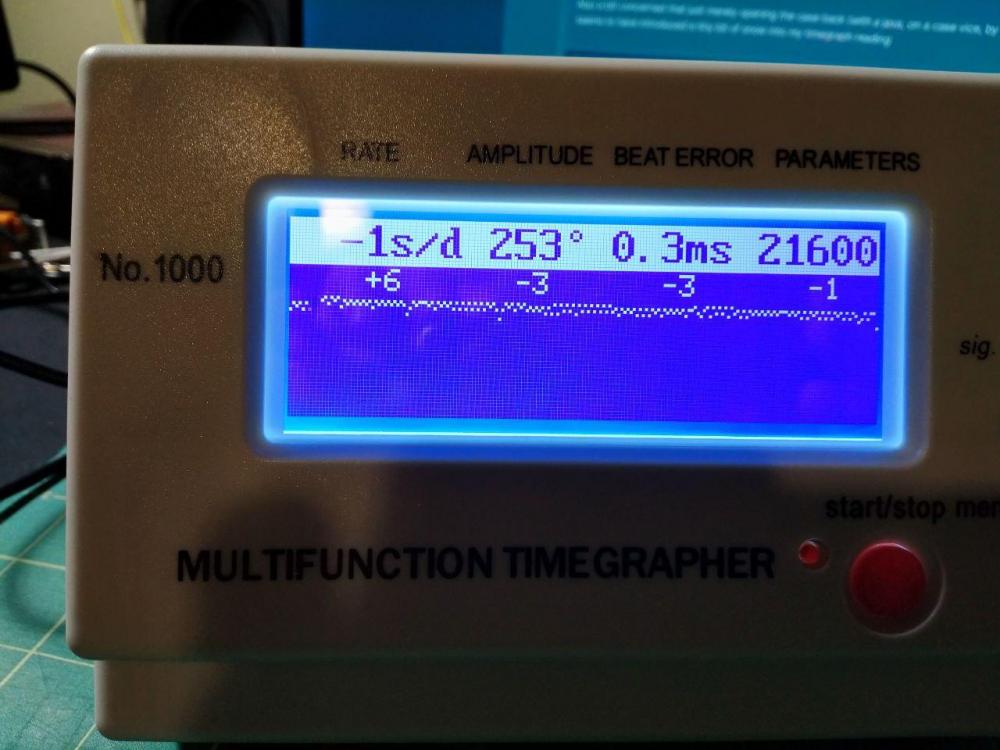 RATE AMPLITUDE BEAT ERROR PARAMETERS
-1s/d 253° 0.3ms 21600
+6 -3 -3 -1
No.1000
sig.
start/stop
MULTIFUNCTION TIMEGRAPHER